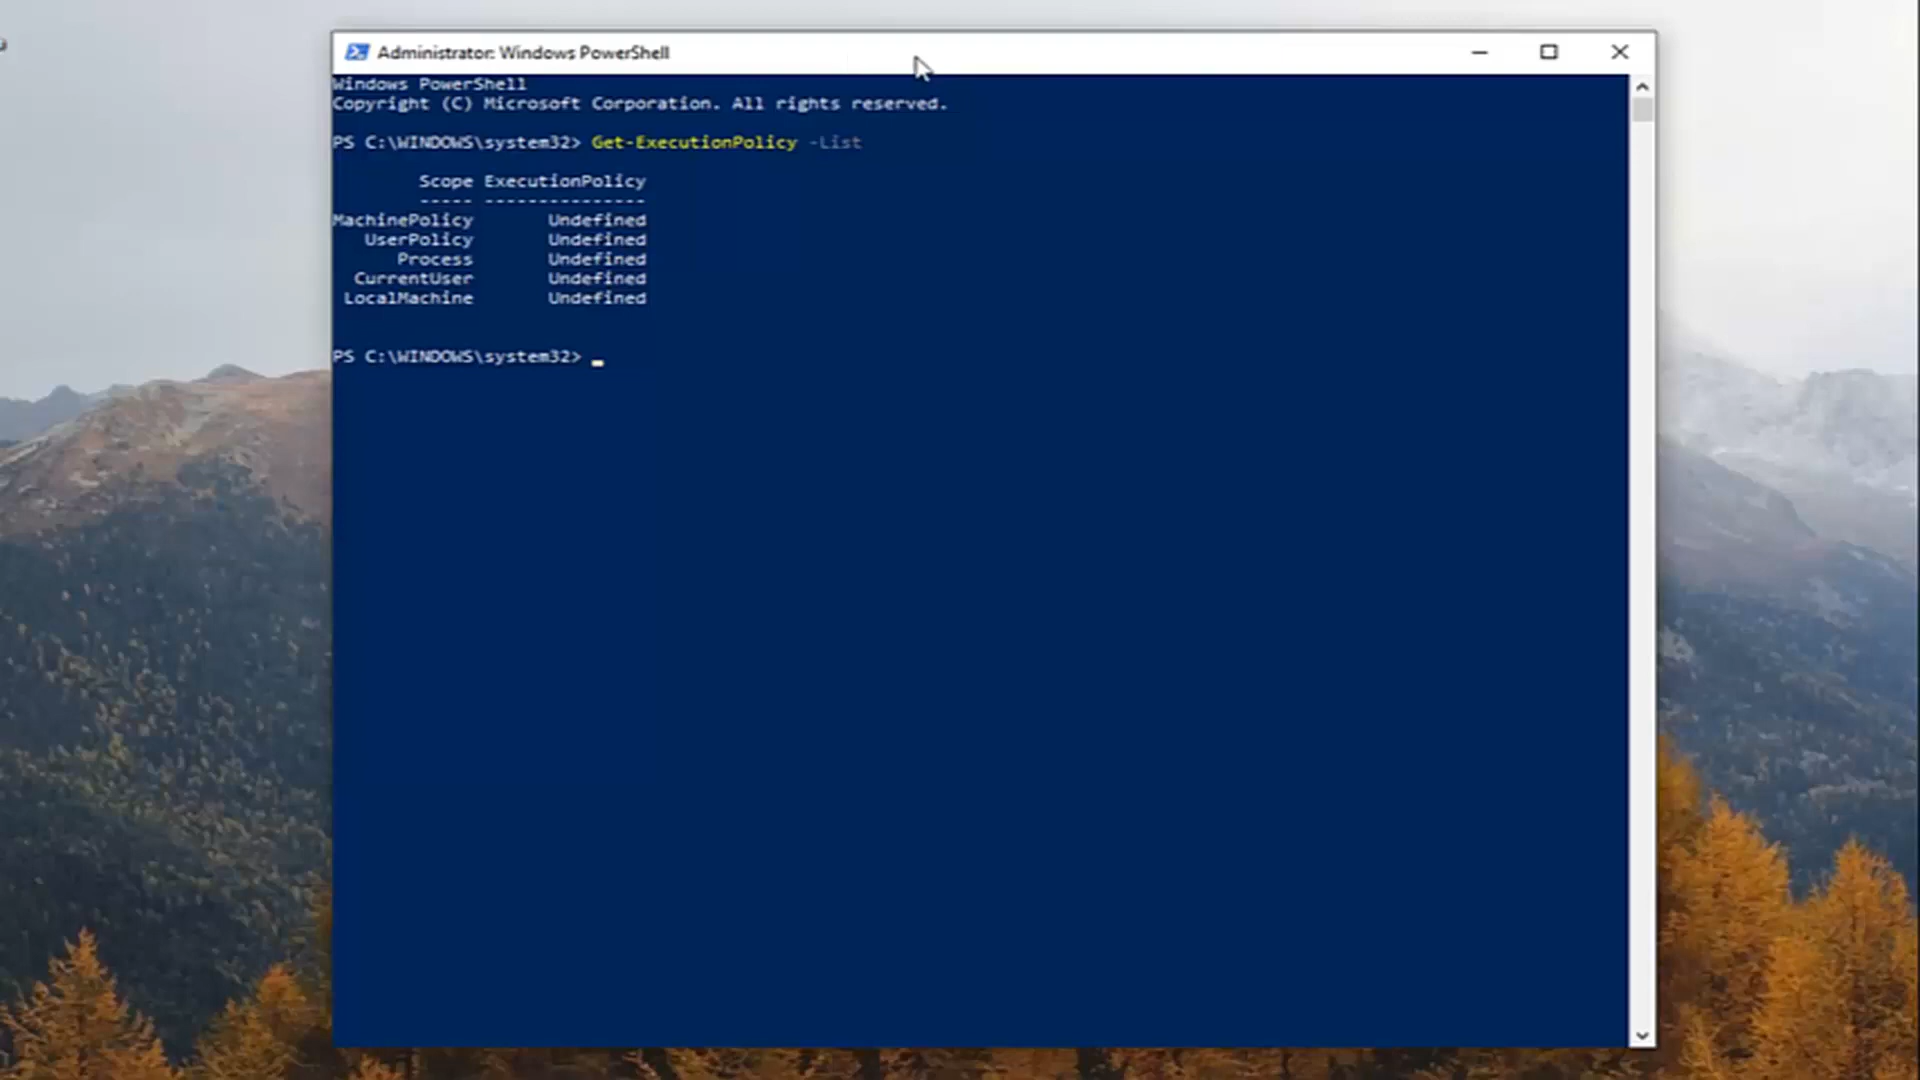 Administrator: Windows PowerShell
Windows PowerShell
Copyright (C) Microsoft Corporation. All rights reserved.
PS C:\WINDOWS\system32> Get-ExecutionPolicy -List
Scope ExecutionPolicy
----- ---------------
MachinePolicy Undefined
UserPolicy Undefined
Process Undefined
CurrentUser Undefined
LocalMachine Undefined
PS C:\WINDOWS\system32> _